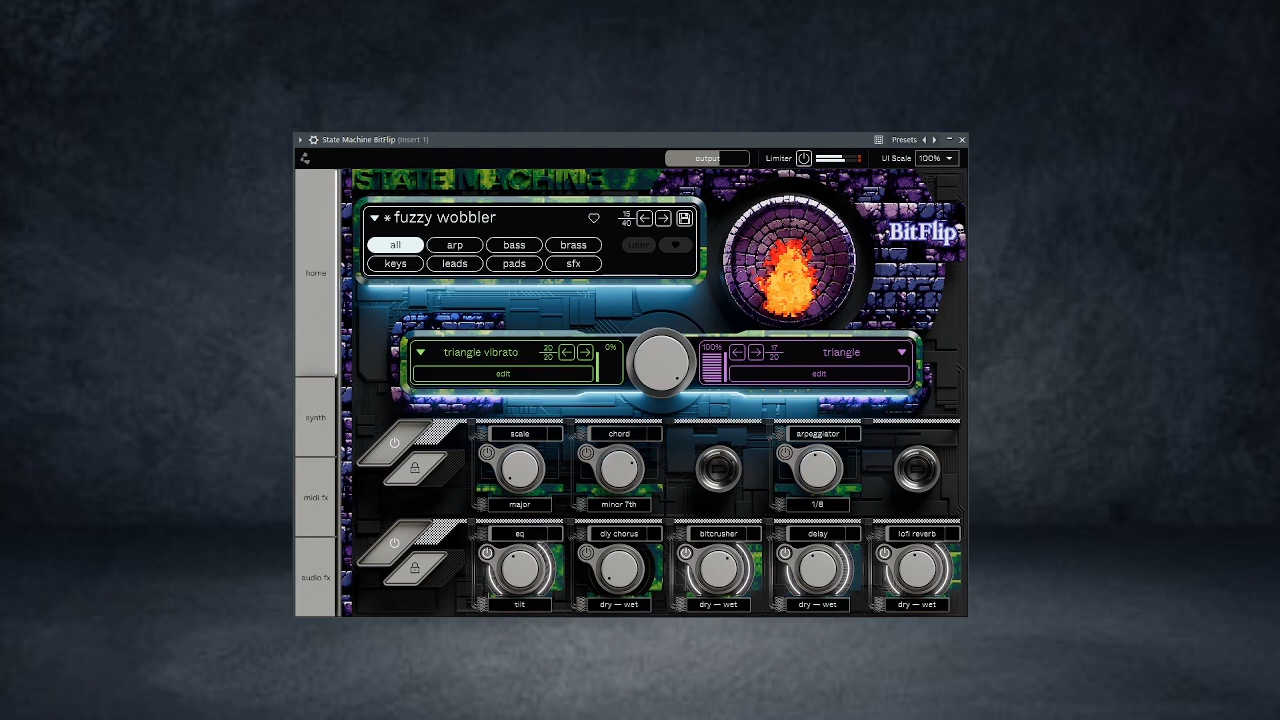 State Machine BitFlip (Insert 1)
Presets
output
Limiter
UI Scale
100%
STATE MACHINE
* fuzzy wobbler
15
40
all
arp
bass
brass
user
keys
leads
pads
sfx
BitFlip
home
triangle vibrato
20
20
0%
edit
100%
17
20
triangle
edit
synth
scale
chord
arpeggiator
major
minor 7th
1/8
midi fx
eq
diy chorus
bitcrusher
delay
lofi reverb
audio fx
tilt
dry — wet
dry — wet
dry — wet
dry — wet